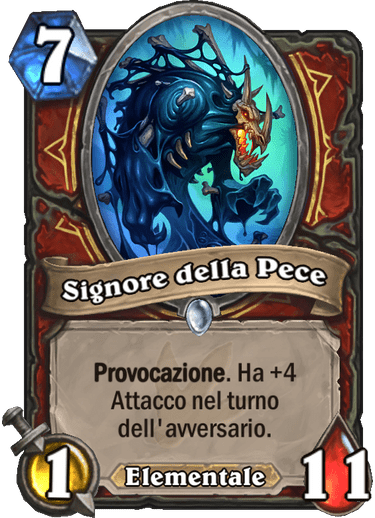 7
Signore della Pece
Provocazione. Ha +4
Attacco nel turno
dell'avversario.
1
Elementale
11